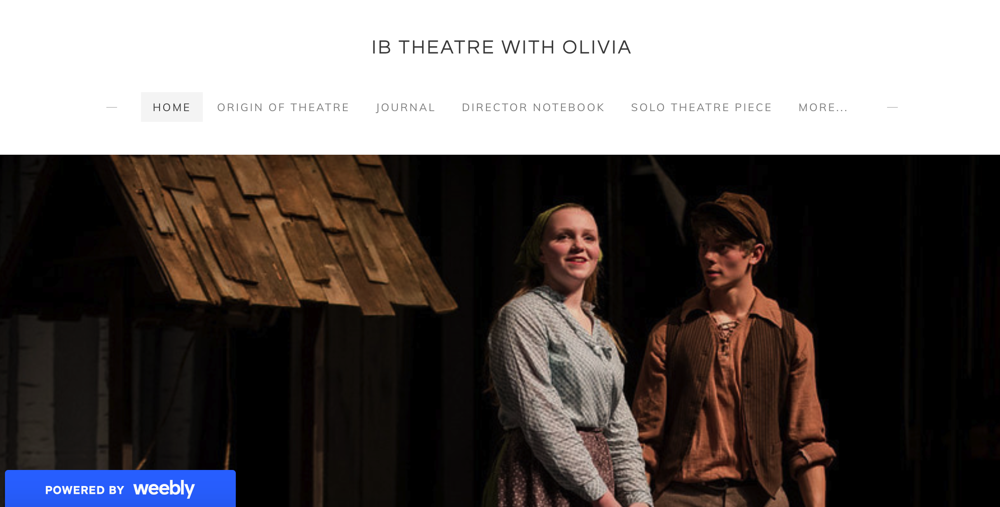 IB THEATRE WITH OLIVIA
HOME ORIGIN OF THEATRE JOURNAL DIRECTOR NOTEBOOK SOLO THEATRE PIECE MORE...
POWERED BY weebly